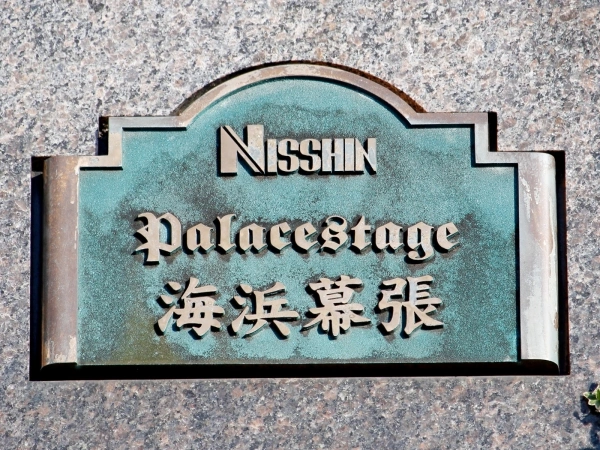 NISSHIN
Palacestage
海浜幕張